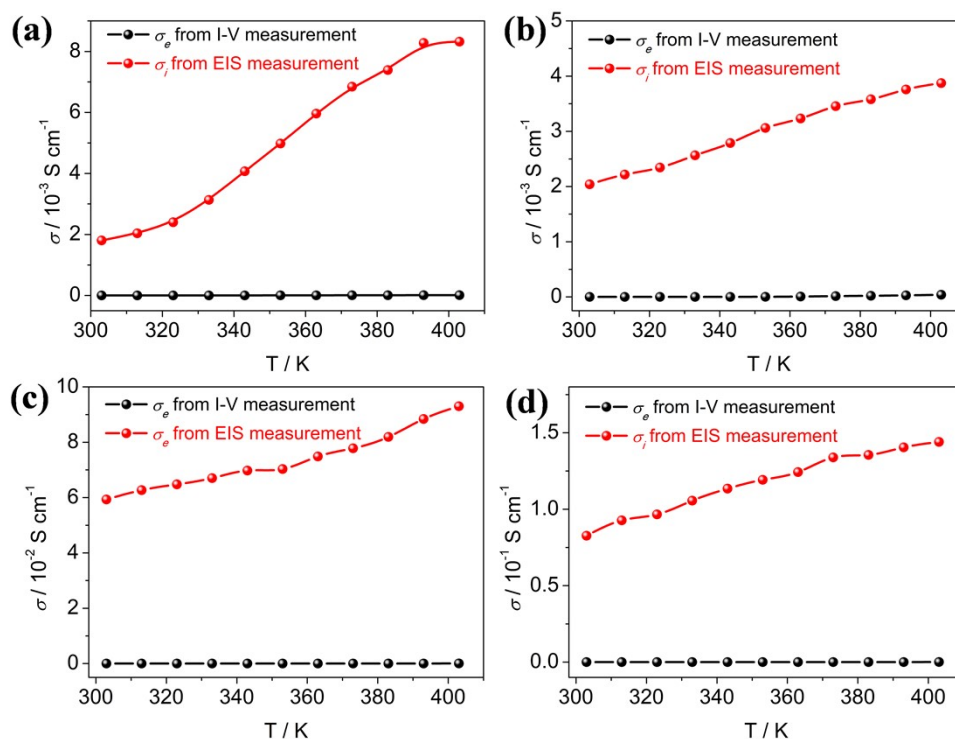 (a)
σe from I-V measurement
σi from EIS measurement
σ / 10-3 S cm-1
8
6
4
2
0
300 320 340 360 380 400
T / K
(b)
σe from I-V measurement
σi from EIS measurement
σ / 10-3 S cm-1
5
4
3
2
1
0
300 320 340 360 380 400
T / K
(c)
σe from I-V measurement
σe from EIS measurement
σ / 10-2 S cm-1
10
8
6
4
2
0
300 320 340 360 380 400
T / K
(d)
σe from I-V measurement
σi from EIS measurement
σ / 10-1 S cm-1
1.5
1.0
0.5
0.0
300 320 340 360 380 400
T / K